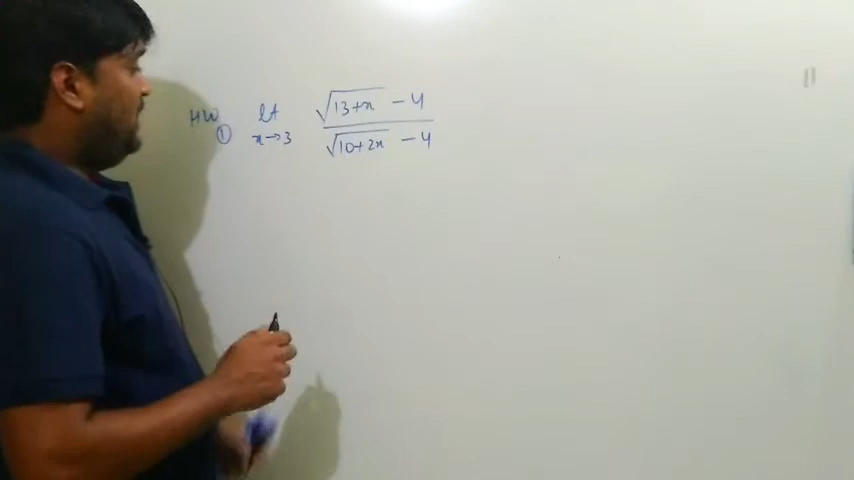 HW
① lt x→3 (√(13+x) - 4) / (√(10+2x) - 4)